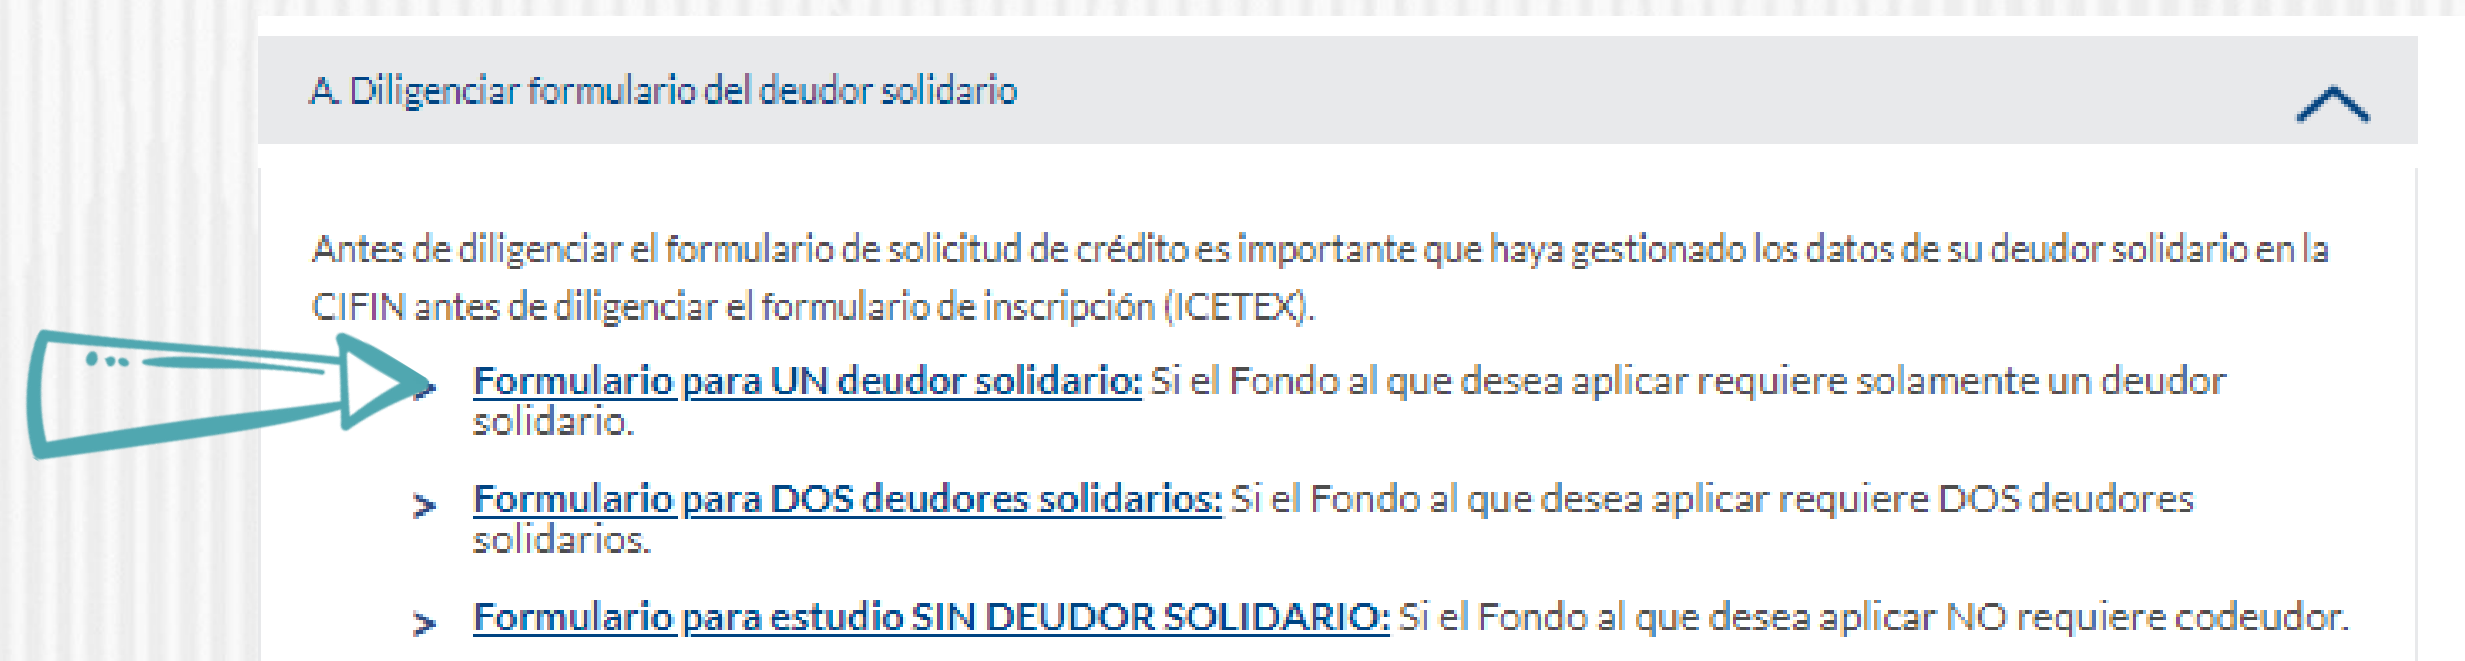 A. Diligenciar formulario del deudor solidario
Antes de diligenciar el formulario de solicitud de crédito es importante que haya gestionado los datos de su deudor solidario en la
CIFIN antes de diligenciar el formulario de inscripción (ICETEX).
> Formulario para UN deudor solidario: Si el Fondo al que desea aplicar requiere solamente un deudor
solidario.
> Formulario para DOS deudores solidarios: Si el Fondo al que desea aplicar requiere DOS deudores
solidarios.
> Formulario para estudio SIN DEUDOR SOLIDARIO: Si el Fondo al que desea aplicar NO requiere codeudor.